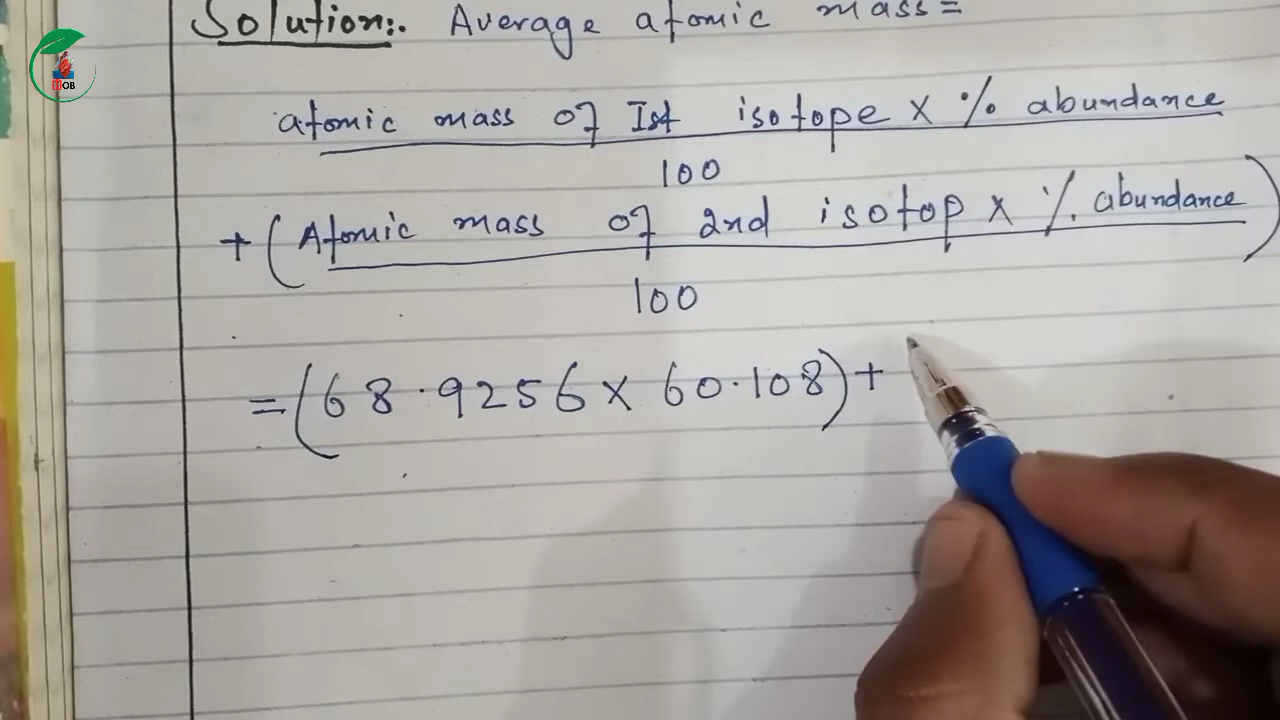 Solution:. Average atomic mass=
atomic mass of Ist isotope × % abundance
100
+ (Atomic mass of 2nd isotop × % abundance)
100
= (68.9256 × 60.108) +